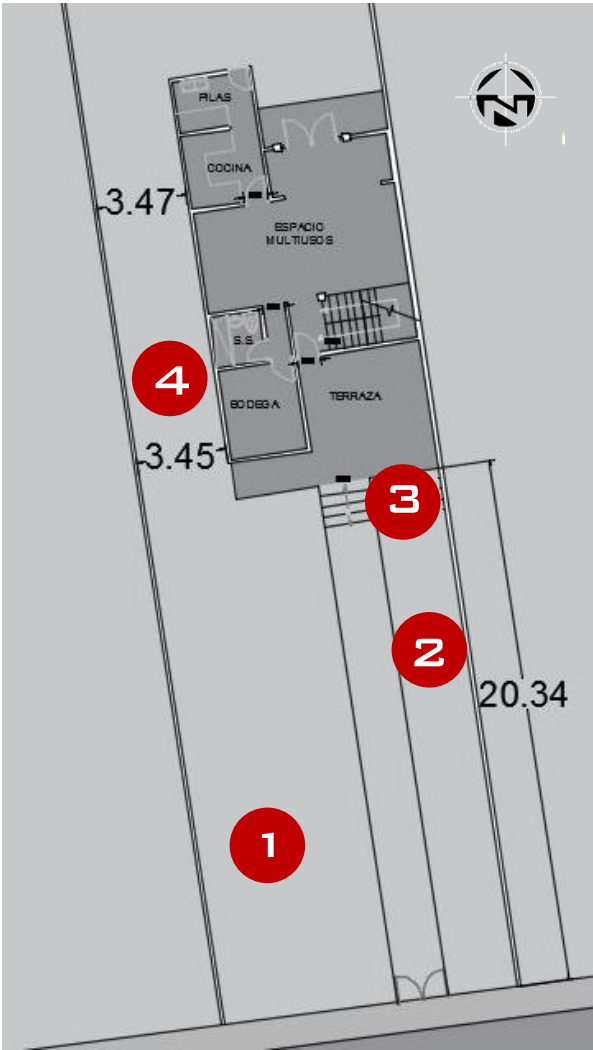 N
PILAS
COCINA
3.47
ESPACIO
MULTIUSOS
S.S.
4
BODEGA
TERRAZA
3.45
3
2
20.34
1